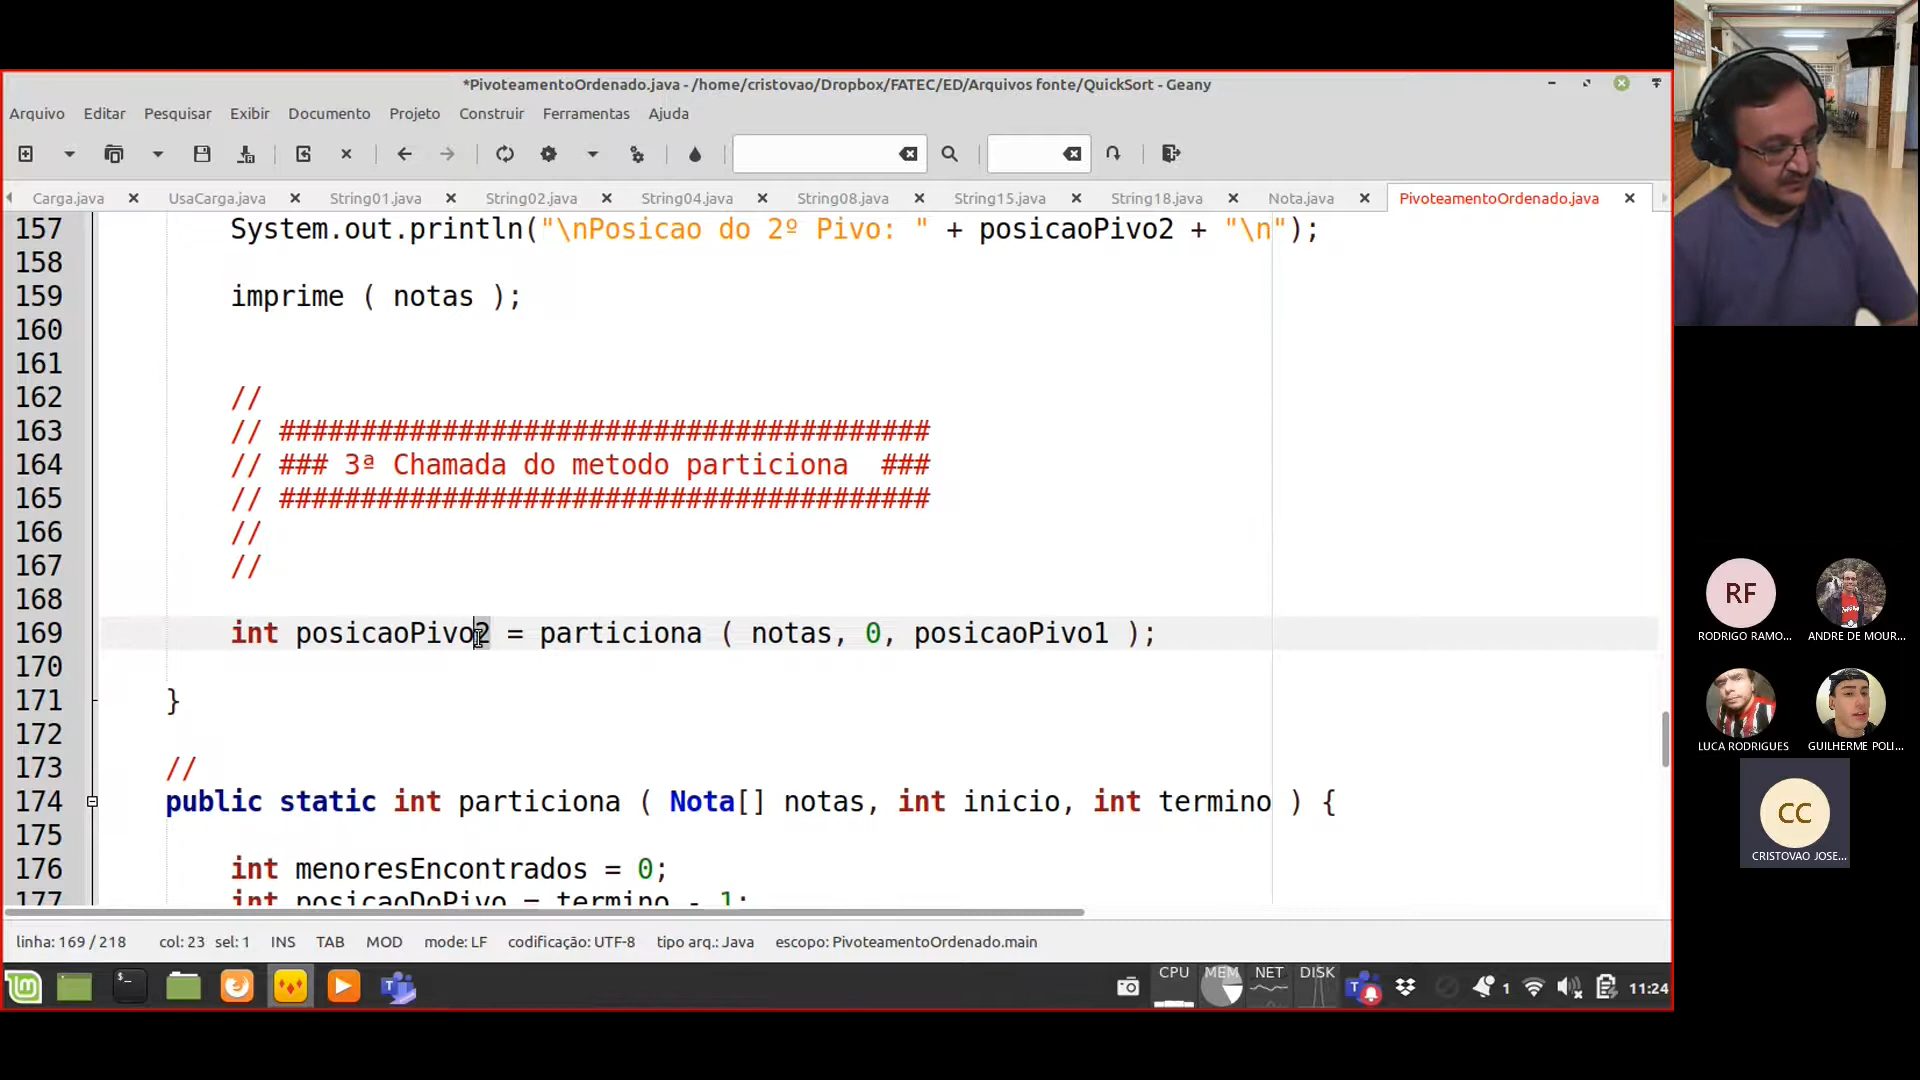 *PivoteamentoOrdenado.java - /home/cristovao/Dropbox/FATEC/ED/Arquivos fonte/QuickSort - Geany
Arquivo Editar Pesquisar Exibir Documento Projeto Construir Ferramentas Ajuda
Carga.java UsaCarga.java String01.java String02.java String04.java String08.java String15.java String18.java Nota.java PivoteamentoOrdenado.java
157 System.out.println("\nPosicao do 2º Pivo: " + posicaoPivo2 + "\n");
158
159 imprime ( notas );
160
161
162 //
163 // ########################################
164 // ### 3ª Chamada do metodo particiona ###
165 // ########################################
166 //
167 //
168
169 int posicaoPivo2 = particiona ( notas, 0, posicaoPivo1 );
170
171 }
172
173 //
174 public static int particiona ( Nota[] notas, int inicio, int termino ) {
175
176 int menoresEncontrados = 0;
177 int posicaoDoPivo = termino - 1;
linha: 169 / 218 col: 23 sel: 1 INS TAB MOD mode: LF codificação: UTF-8 tipo arq.: Java escopo: PivoteamentoOrdenado.main
CPU MEM NET DISK
1 11:24
RF
RODRIGO RAMO... ANDRE DE MOUR...
LUCA RODRIGUES GUILHERME POLI...
CC
CRISTOVAO JOSE...